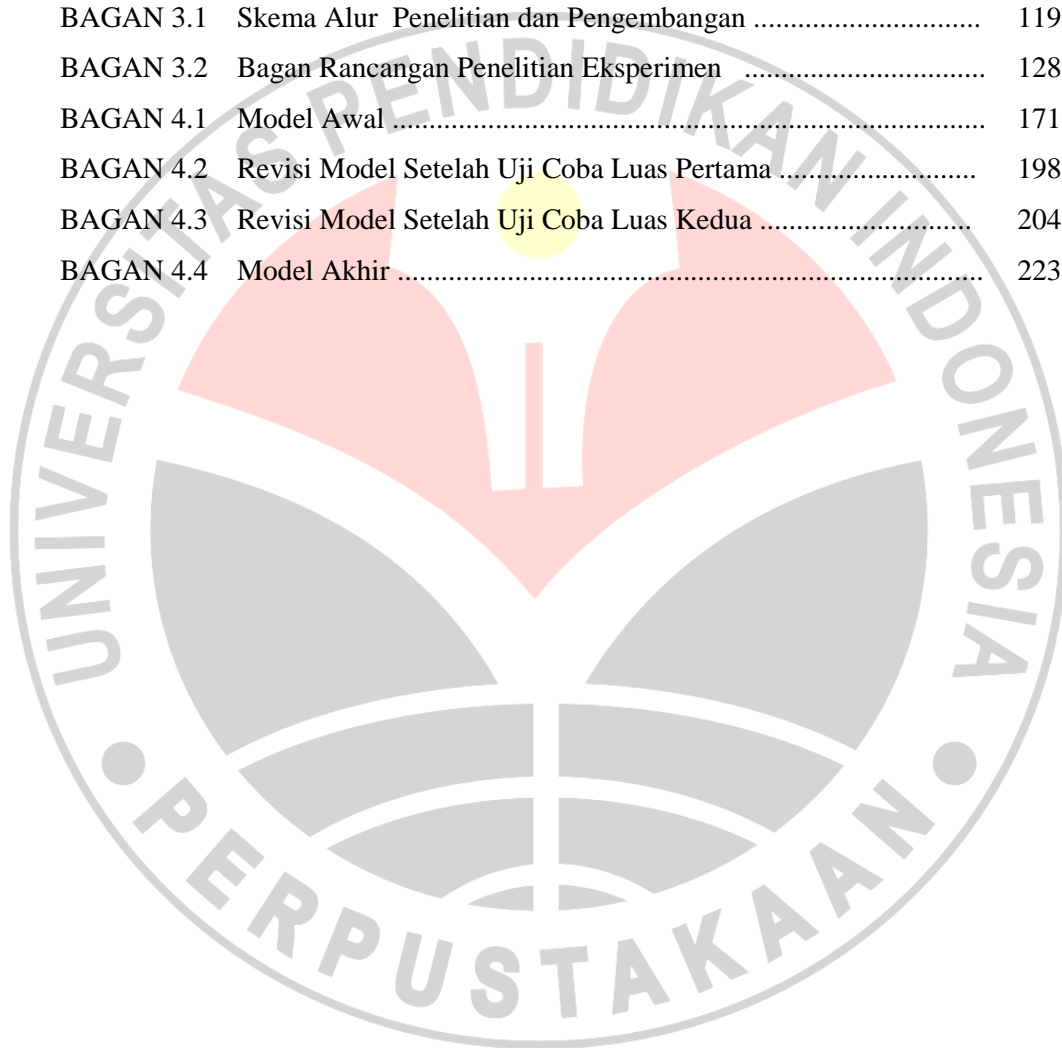 BAGAN 3.1 Skema Alur Penelitian dan Pengembangan ............................. 119
BAGAN 3.2 Bagan Rancangan Penelitian Eksperimen ............................... 128
BAGAN 4.1 Model Awal ............................................................................ 171
BAGAN 4.2 Revisi Model Setelah Uji Coba Luas Pertama ......................... 198
BAGAN 4.3 Revisi Model Setelah Uji Coba Luas Kedua ........................... 204
BAGAN 4.4 Model Akhir ........................................................................... 223
UNIVERSITAS PENDIDIKAN INDONESIA
PERPUSTAKAAN